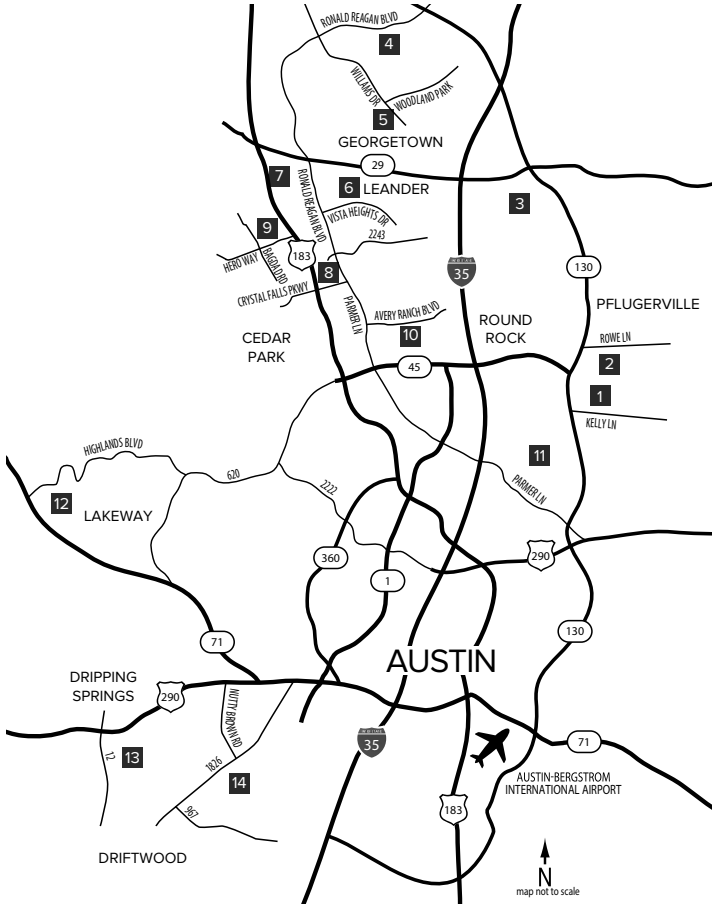 RONALD REAGAN BLVD
4
WILLIAMS DR
WOODLAND PARK
5
GEORGETOWN
29
7
RONALD REAGAN BLVD
6
LEANDER
3
VISTA HEIGHTS DR
9
2243
183
HERO WAY
BAGDAD RD
8
35
130
CRYSTAL FALLS PKWY
PARMER LN
AVERY RANCH BLVD
PFLUGERVILLE
10
ROUND
ROCK
CEDAR
PARK
ROWE LN
2
45
1
KELLY LN
HIGHLANDS BLVD
11
620
2222
PARMER LN
12
LAKEWAY
290
360
1
130
71
AUSTIN
DRIPPING
SPRINGS
290
NUTTY BROWN RD
35
71
12
13
1826
14
AUSTIN-BERGSTROM
INTERNATIONAL AIRPORT
967
183
DRIFTWOOD
N
map not to scale